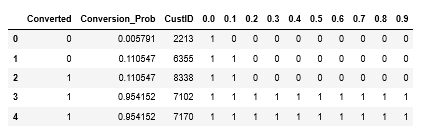 Converted Conversion_Prob CustID 0.0 0.1 0.2 0.3 0.4 0.5 0.6 0.7 0.8 0.9
0 0 0.005791 2213 1 0 0 0 0 0 0 0 0 0
1 0 0.110547 6355 1 1 0 0 0 0 0 0 0 0
2 1 0.110547 8338 1 1 0 0 0 0 0 0 0 0
3 1 0.954152 7102 1 1 1 1 1 1 1 1 1 1
4 1 0.954152 7170 1 1 1 1 1 1 1 1 1 1